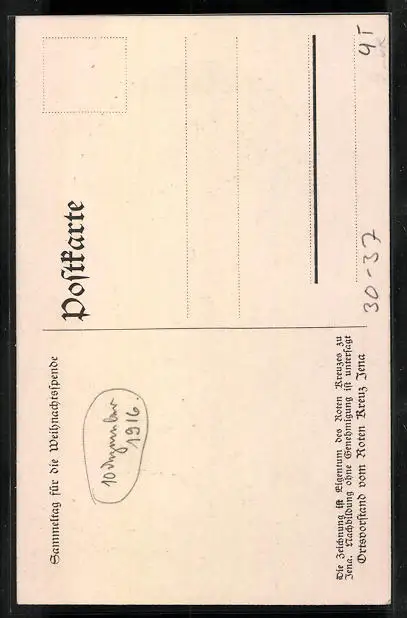 Sammeltag für die Weihnachtsspende
Postkarte
10 Dezember
1916.
Die Zeichnung ist Eigentum des Roten Kreuzes zu
Jena. Nachbildung ohne Genehmigung ist untersagt
Ortsvorstand vom Roten Kreuz Jena
30-37